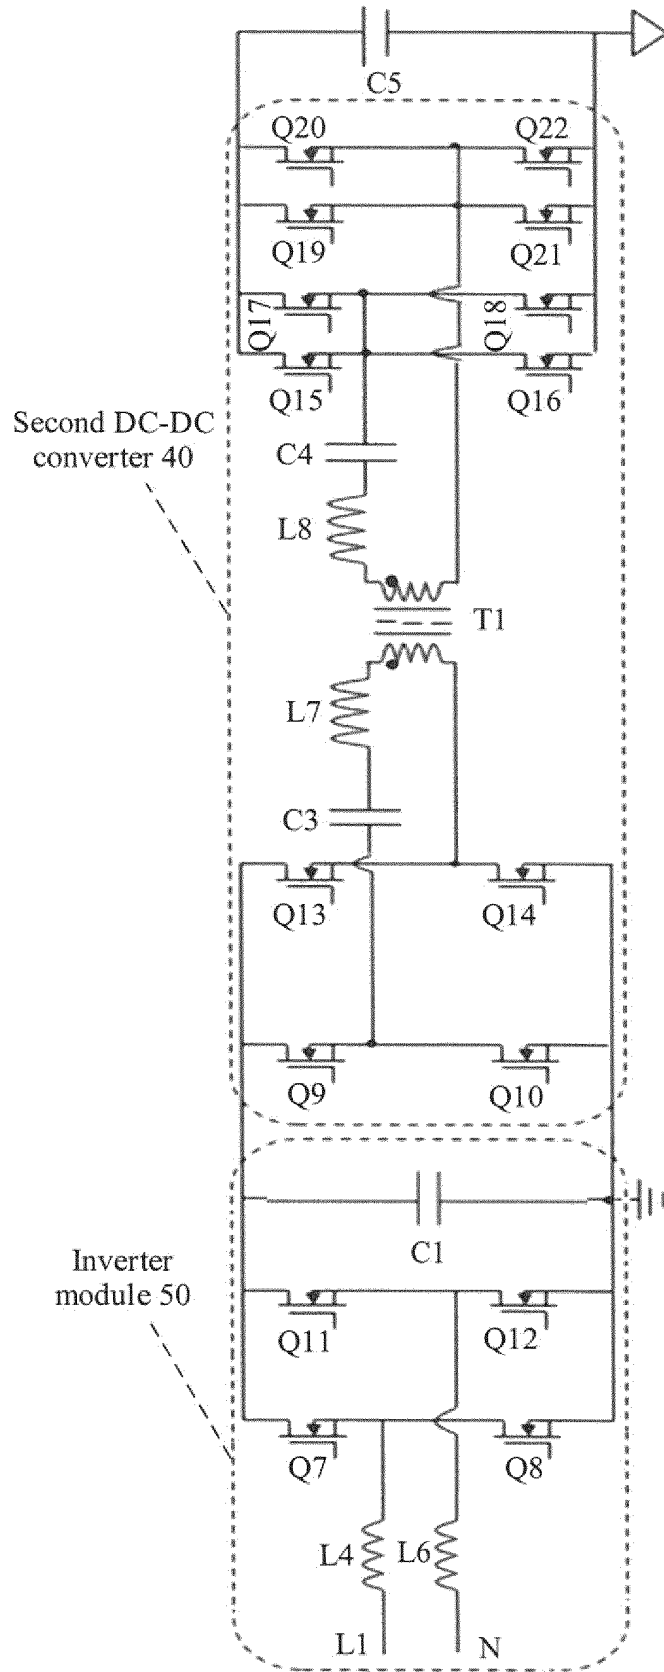 C5
Q20 Q22
Q19 Q21
Q17 Q18
Q15 Q16
Second DC-DC
converter 40
C4
L8
T1
L7
C3
Q13 Q14
Q9 Q10
C1
Inverter
module 50
Q11 Q12
Q7 Q8
L4 L6
L1 N